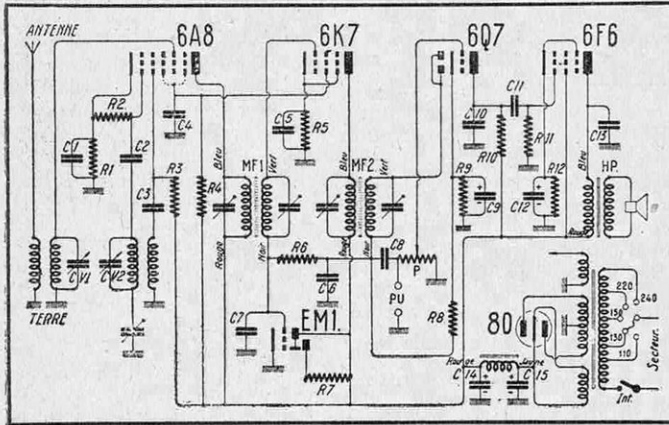 ANTENNE
6A8
6K7
6Q7
6F6
R2
C4
C5
R5
C10
C11
R10
R11
C13
C1
R1
C2
R3
R4
C3
Bleu
MF1
Vert
Bleu
MF2
Vert
R9
C9
C12
R12
Bleu
HP.
Rouge
Noir
Rouge
Noir
Rouge
CV1
CV2
R6
C6
C8
P
PU
TERRE
C7
EM1
R7
R8
80
220
240
150
130
110
Secteur.
Int.
Rouge
Jaune
C14
C15